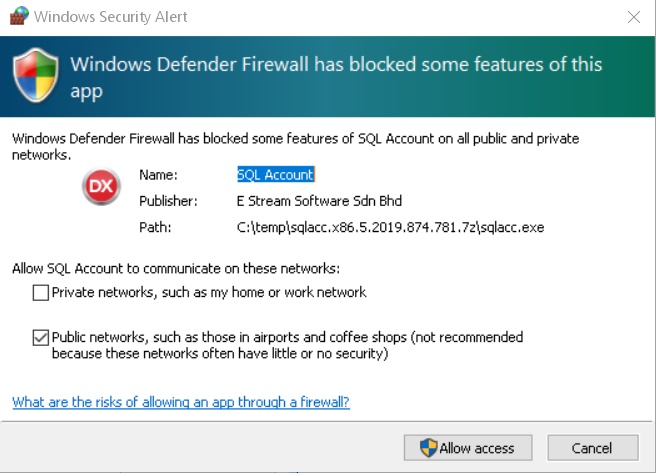 Windows Security Alert
Windows Defender Firewall has blocked some features of this
app
Windows Defender Firewall has blocked some features of SQL Account on all public and private
networks.
DX
Name: SQL Account
Publisher: E Stream Software Sdn Bhd
Path: C:\temp\sqlacc.x86.5.2019.874.781.7z\sqlacc.exe
Allow SQL Account to communicate on these networks:
Private networks, such as my home or work network
Public networks, such as those in airports and coffee shops (not recommended
because these networks often have little or no security)
What are the risks of allowing an app through a firewall?
Allow access Cancel